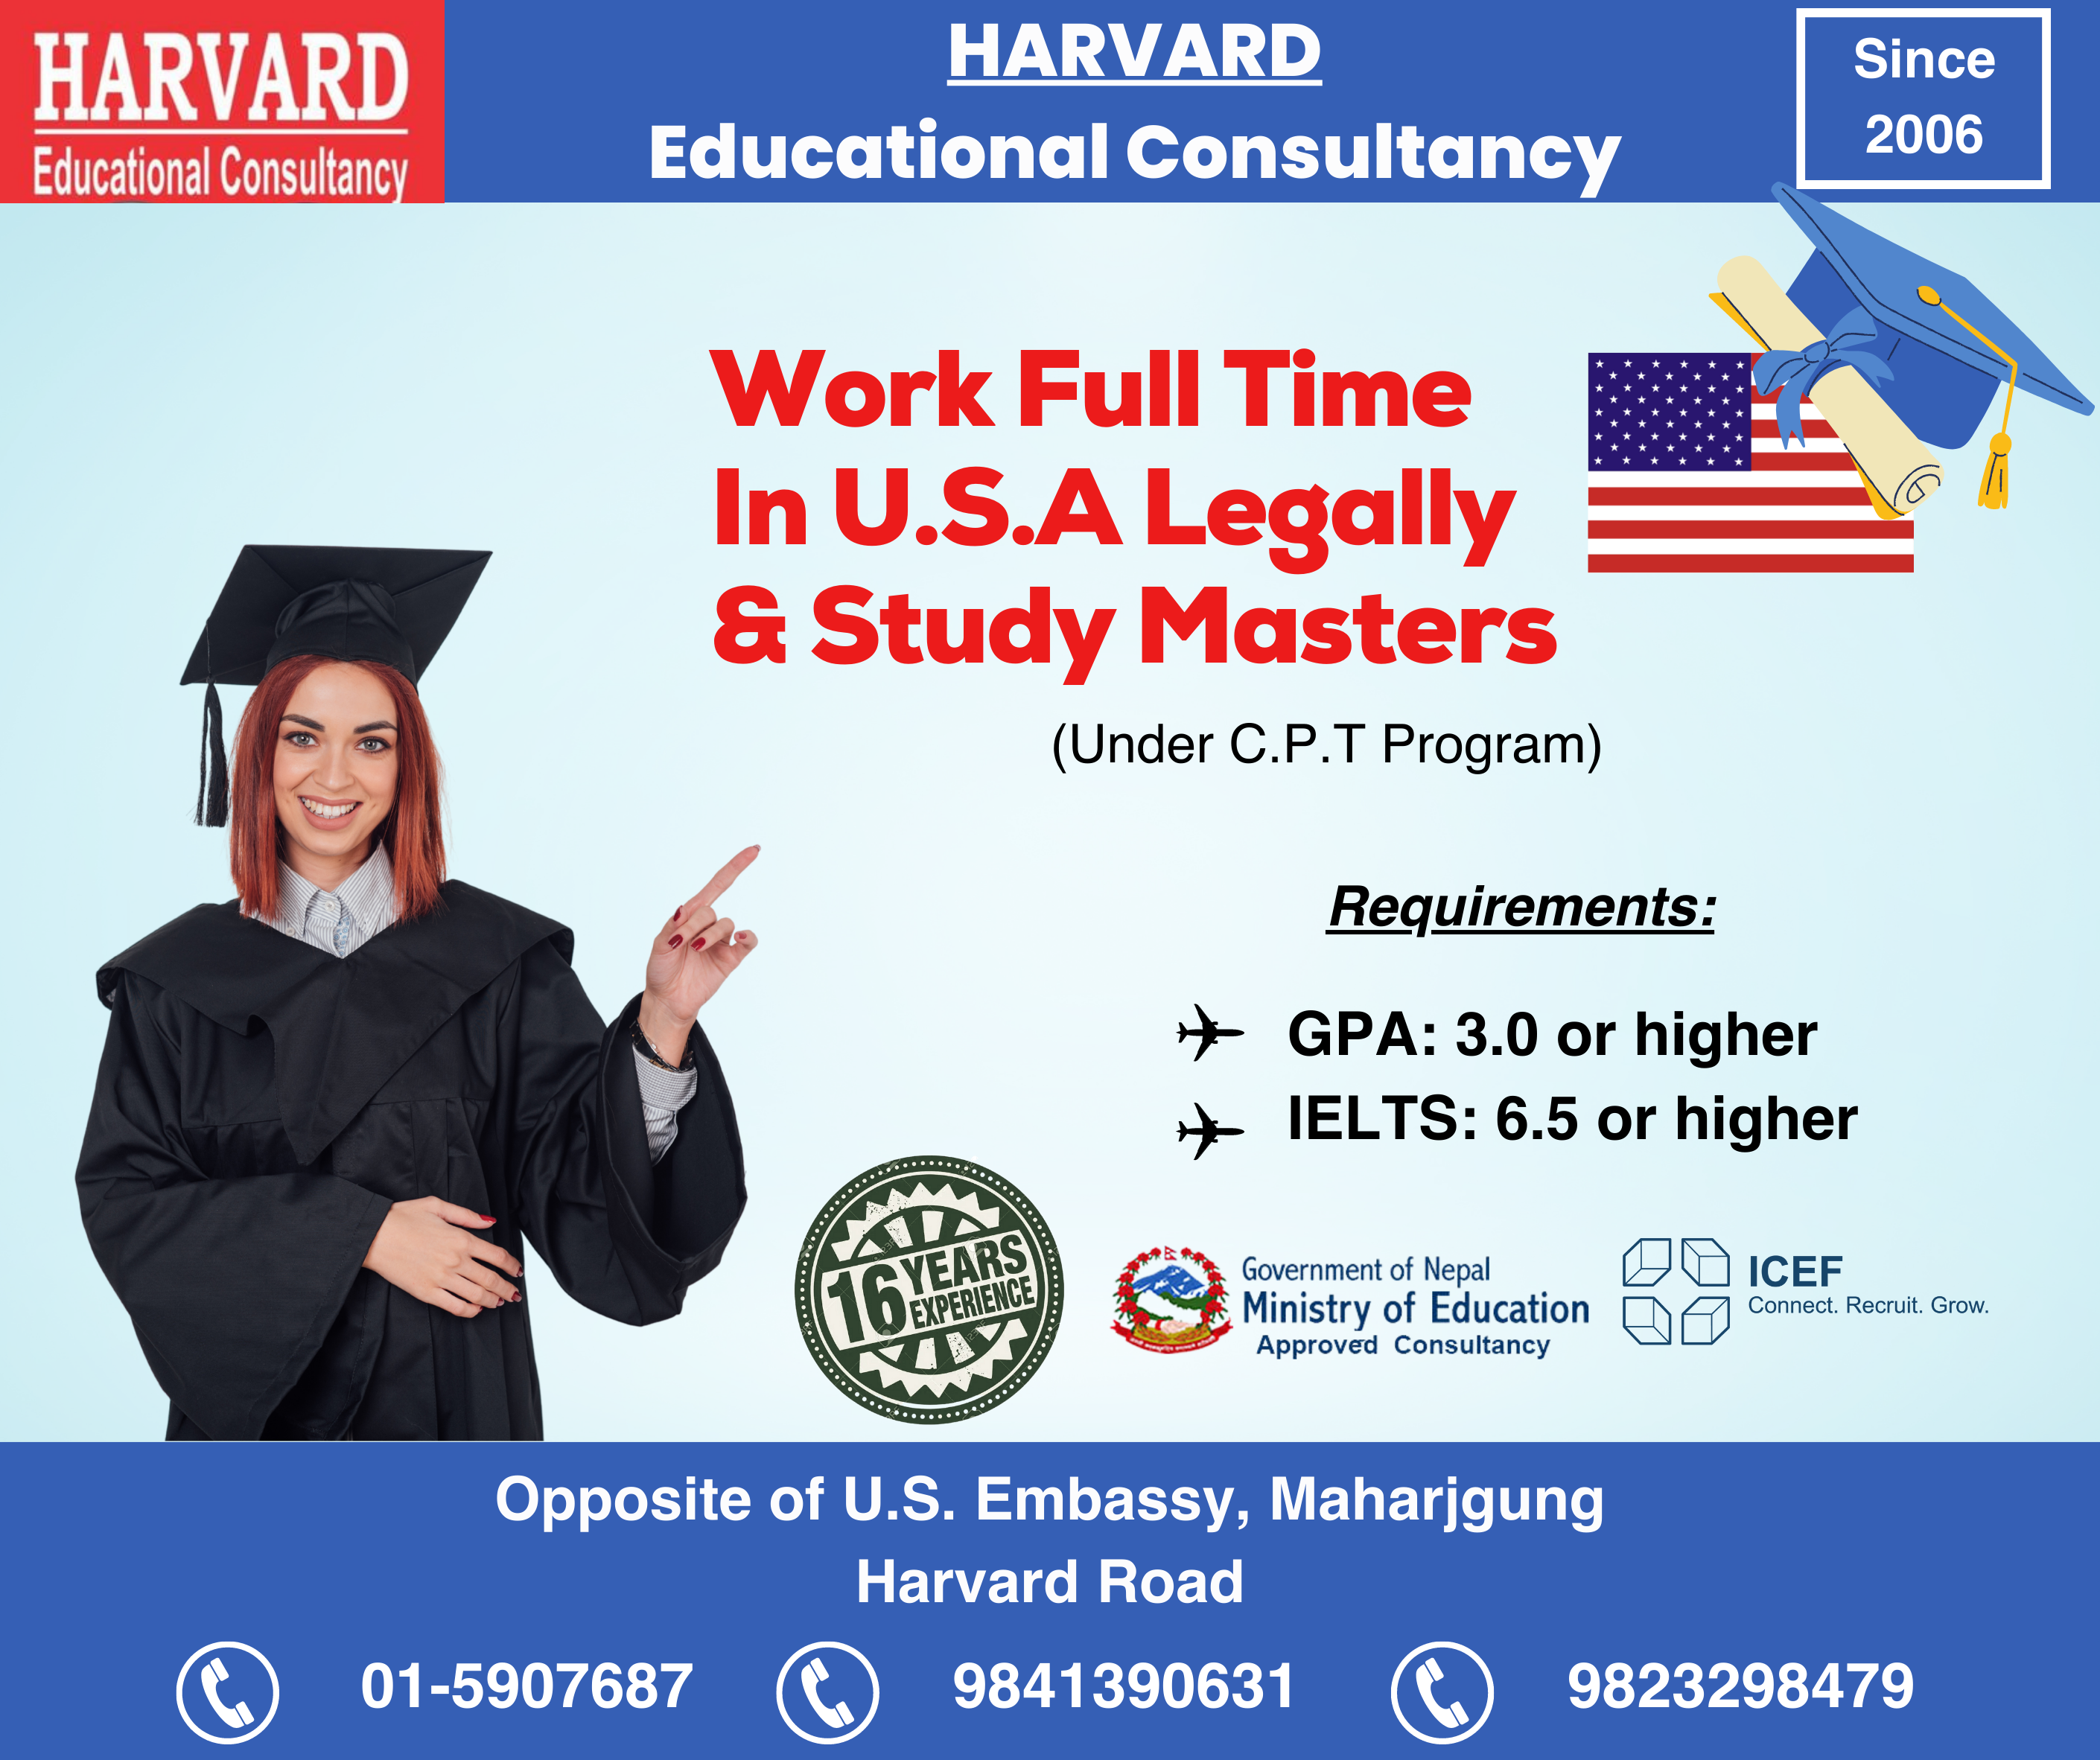 HARVARD
Educational Consultancy
HARVARD
Educational Consultancy
Since
2006
Work Full Time
In U.S.A Legally
& Study Masters
(Under C.P.T Program)
Requirements:
GPA: 3.0 or higher
IELTS: 6.5 or higher
16 YEARS
EXPERIENCE
Government of Nepal
Ministry of Education
Approved Consultancy
ICEF
Connect. Recruit. Grow.
Opposite of U.S. Embassy, Maharjgung
Harvard Road
01-5907687
9841390631
9823298479